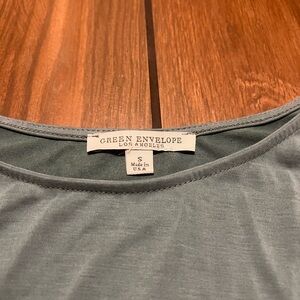 GREEN ENVELOPE
LOS ANGELES
S
Made in
U.S.A